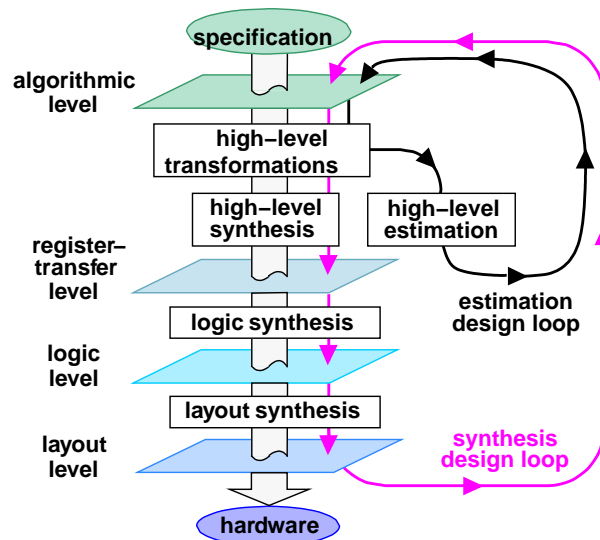 specification
algorithmic
level
high–level
transformations
high–level
synthesis
high–level
estimation
register–
transfer
level
estimation
design loop
logic synthesis
logic
level
layout synthesis
layout
level
synthesis
design loop
hardware